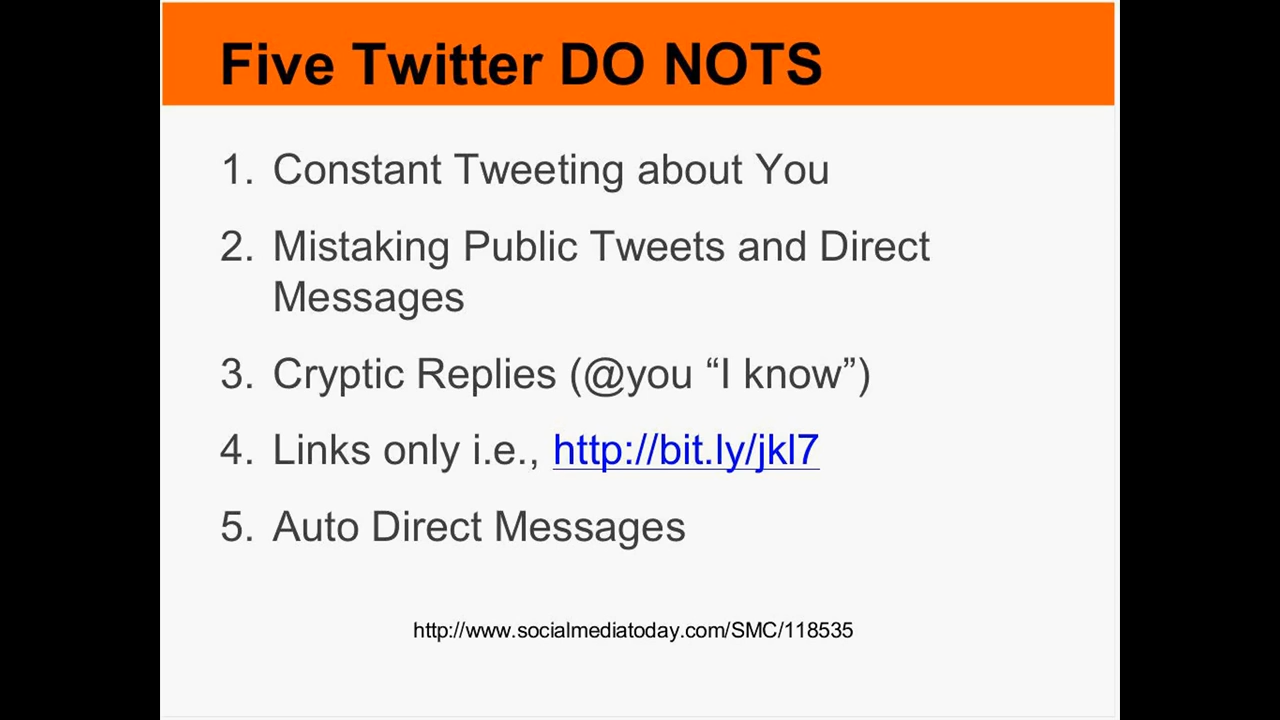 Five Twitter DO NOTS
1. Constant Tweeting about You
2. Mistaking Public Tweets and Direct
Messages
3. Cryptic Replies (@you “I know”)
4. Links only i.e., http://bit.ly/jkl7
5. Auto Direct Messages
http://www.socialmediatoday.com/SMC/118535